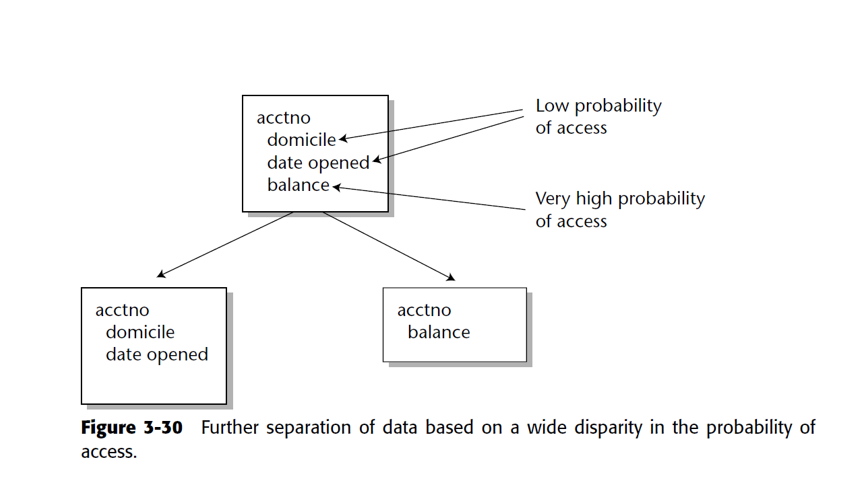 acctno
domicile
date opened
balance
Low probability
of access
Very high probability
of access
acctno
domicile
date opened
acctno
balance
Figure 3-30 Further separation of data based on a wide disparity in the probability of
access.